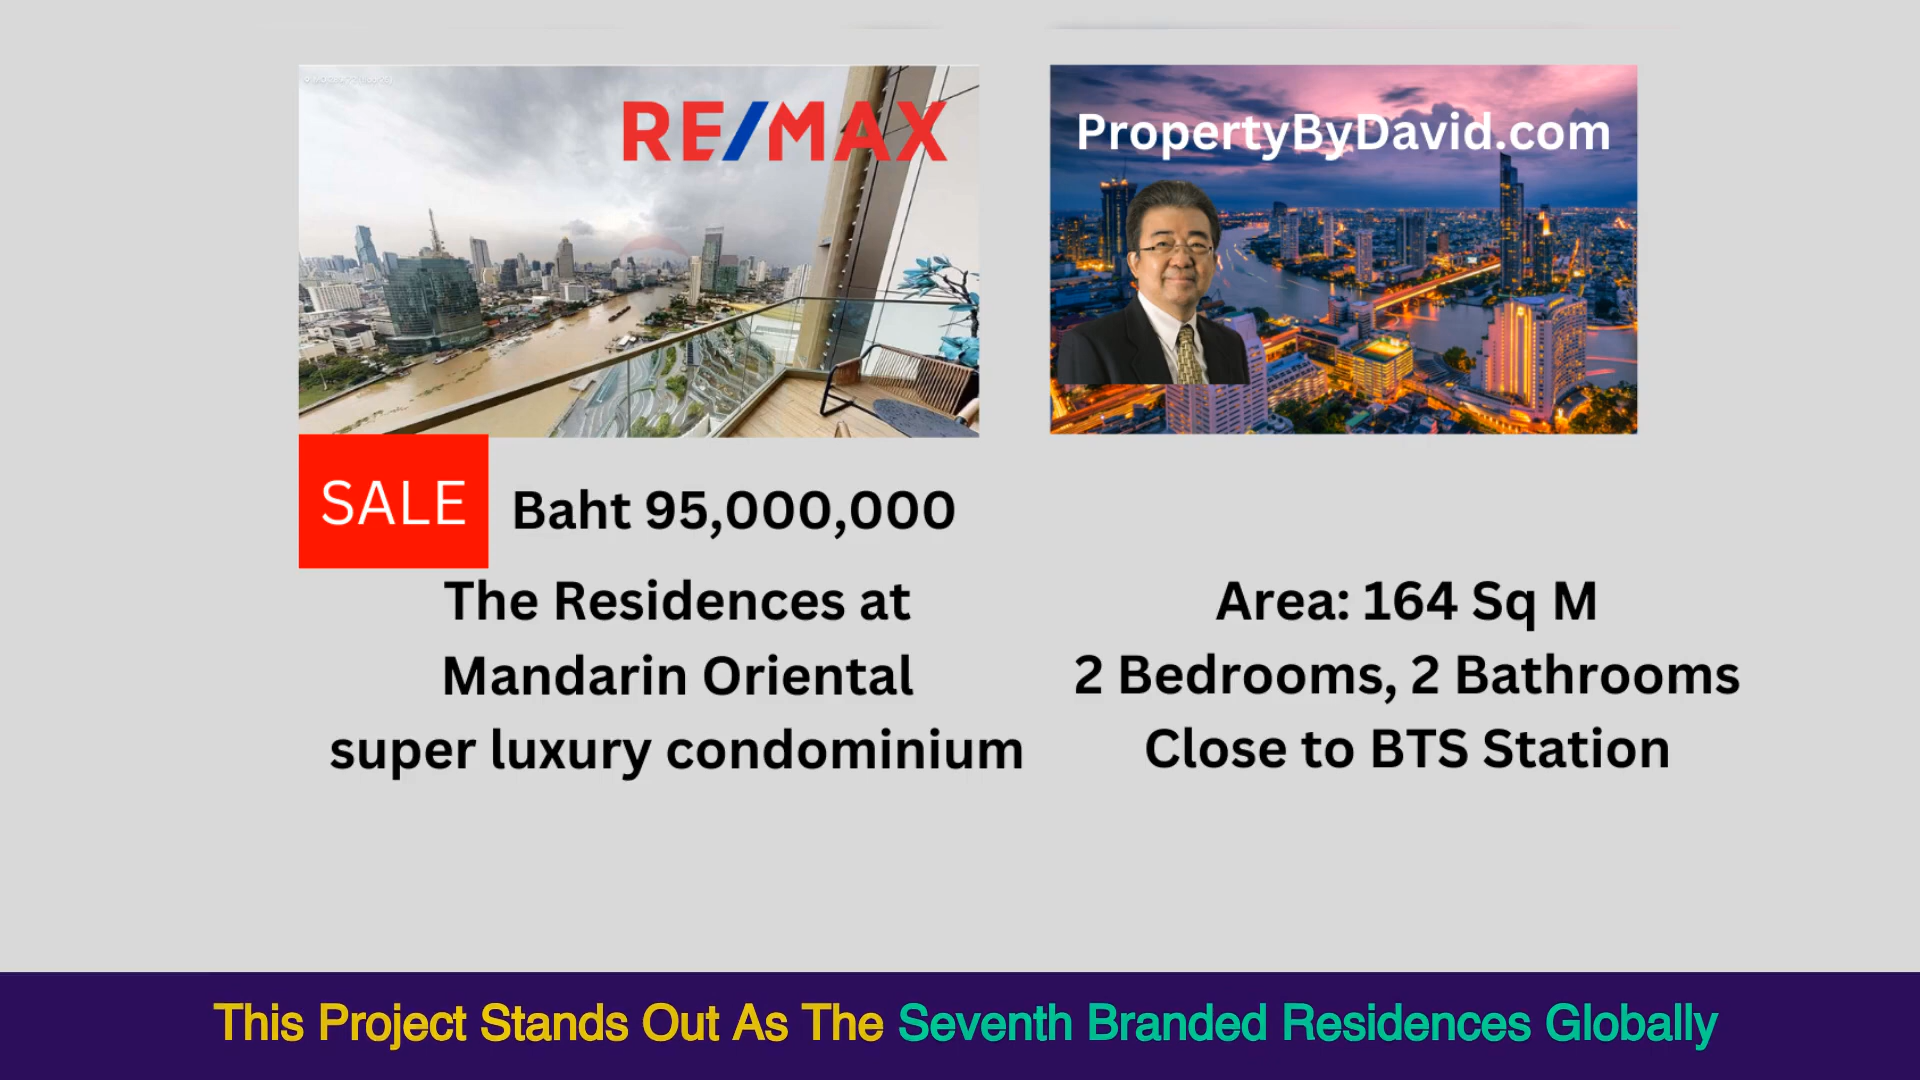 RE/MAX
PropertyByDavid.com
SALE
Baht 95,000,000
The Residences at
Mandarin Oriental
super luxury condominium
Area: 164 Sq M
2 Bedrooms, 2 Bathrooms
Close to BTS Station
This Project Stands Out As The Seventh Branded Residences Globally